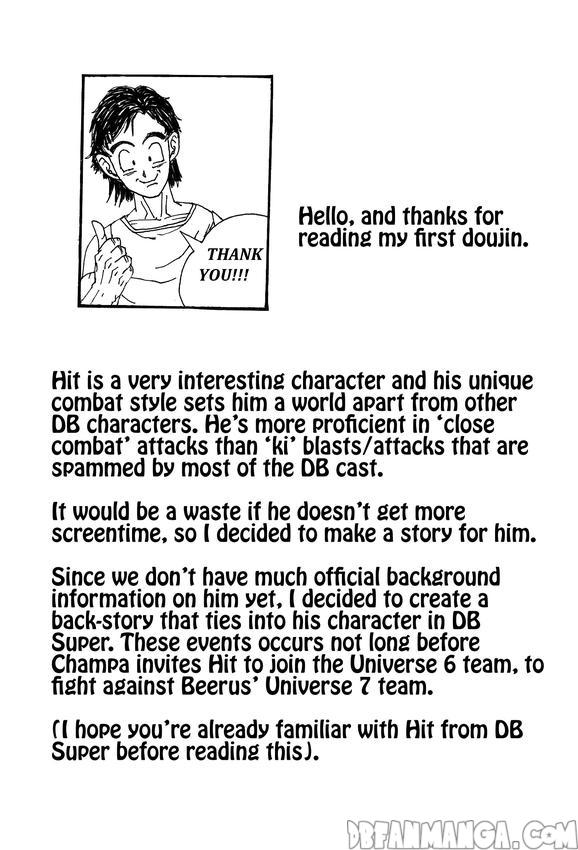 THANK
YOU!!!
Hello, and thanks for
reading my first doujin.
Hit is a very interesting character and his unique
combat style sets him a world apart from other
DB characters. He's more proficient in 'close
combat' attacks than 'ki' blasts/attacks that are
spammed by most of the DB cast.
It would be a waste if he doesn't get more
screentime, so I decided to make a story for him.
Since we don't have much official background
information on him yet, I decided to create a
back-story that ties into his character in DB
Super. These events occurs not long before
Champa invites Hit to join the Universe 6 team, to
fight against Beerus' Universe 7 team.
(I hope you're already familiar with Hit from DB
Super before reading this).
DBFANMANGA.COM